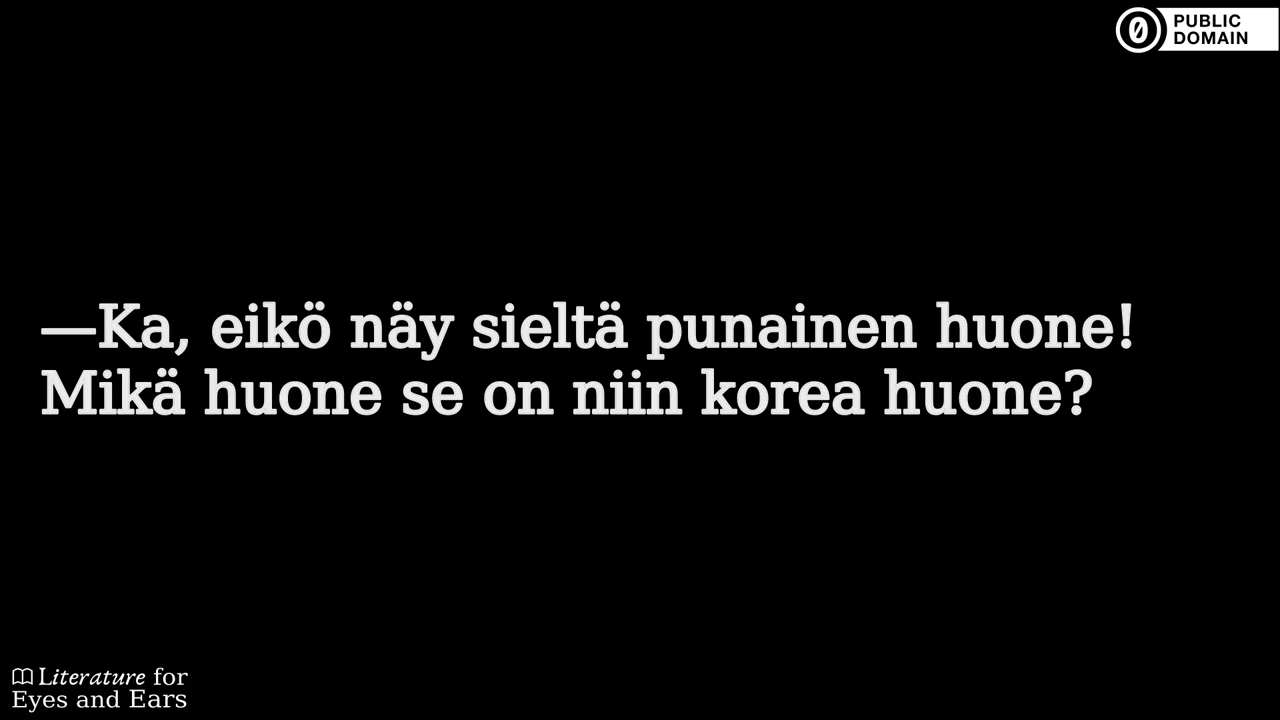 PUBLIC
DOMAIN
—Ka, eikö näy sieltä punainen huone!
Mikä huone se on niin korea huone?
Literature for
Eyes and Ears